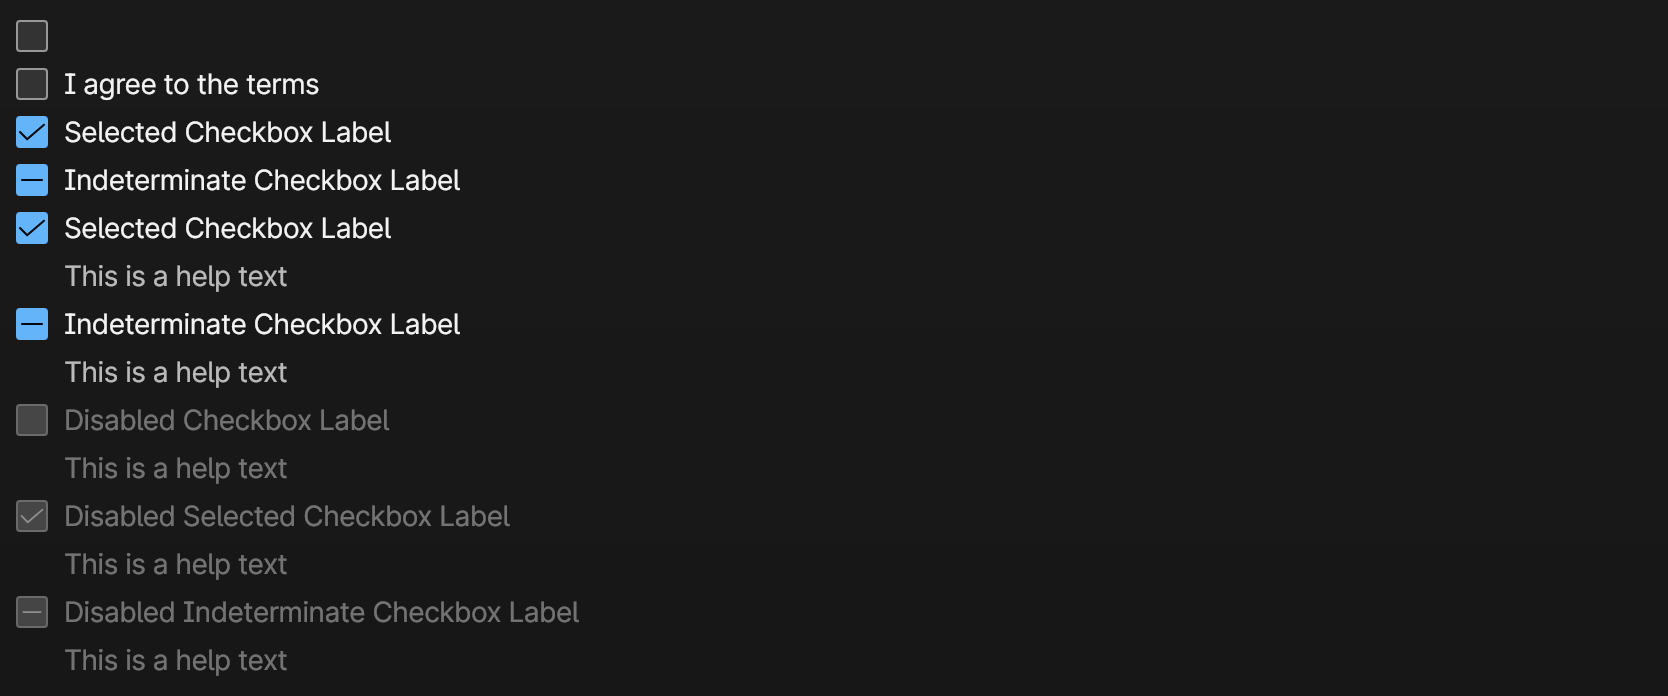 I agree to the terms
Selected Checkbox Label
Indeterminate Checkbox Label
Selected Checkbox Label
This is a help text
Indeterminate Checkbox Label
This is a help text
Disabled Checkbox Label
This is a help text
Disabled Selected Checkbox Label
This is a help text
Disabled Indeterminate Checkbox Label
This is a help text